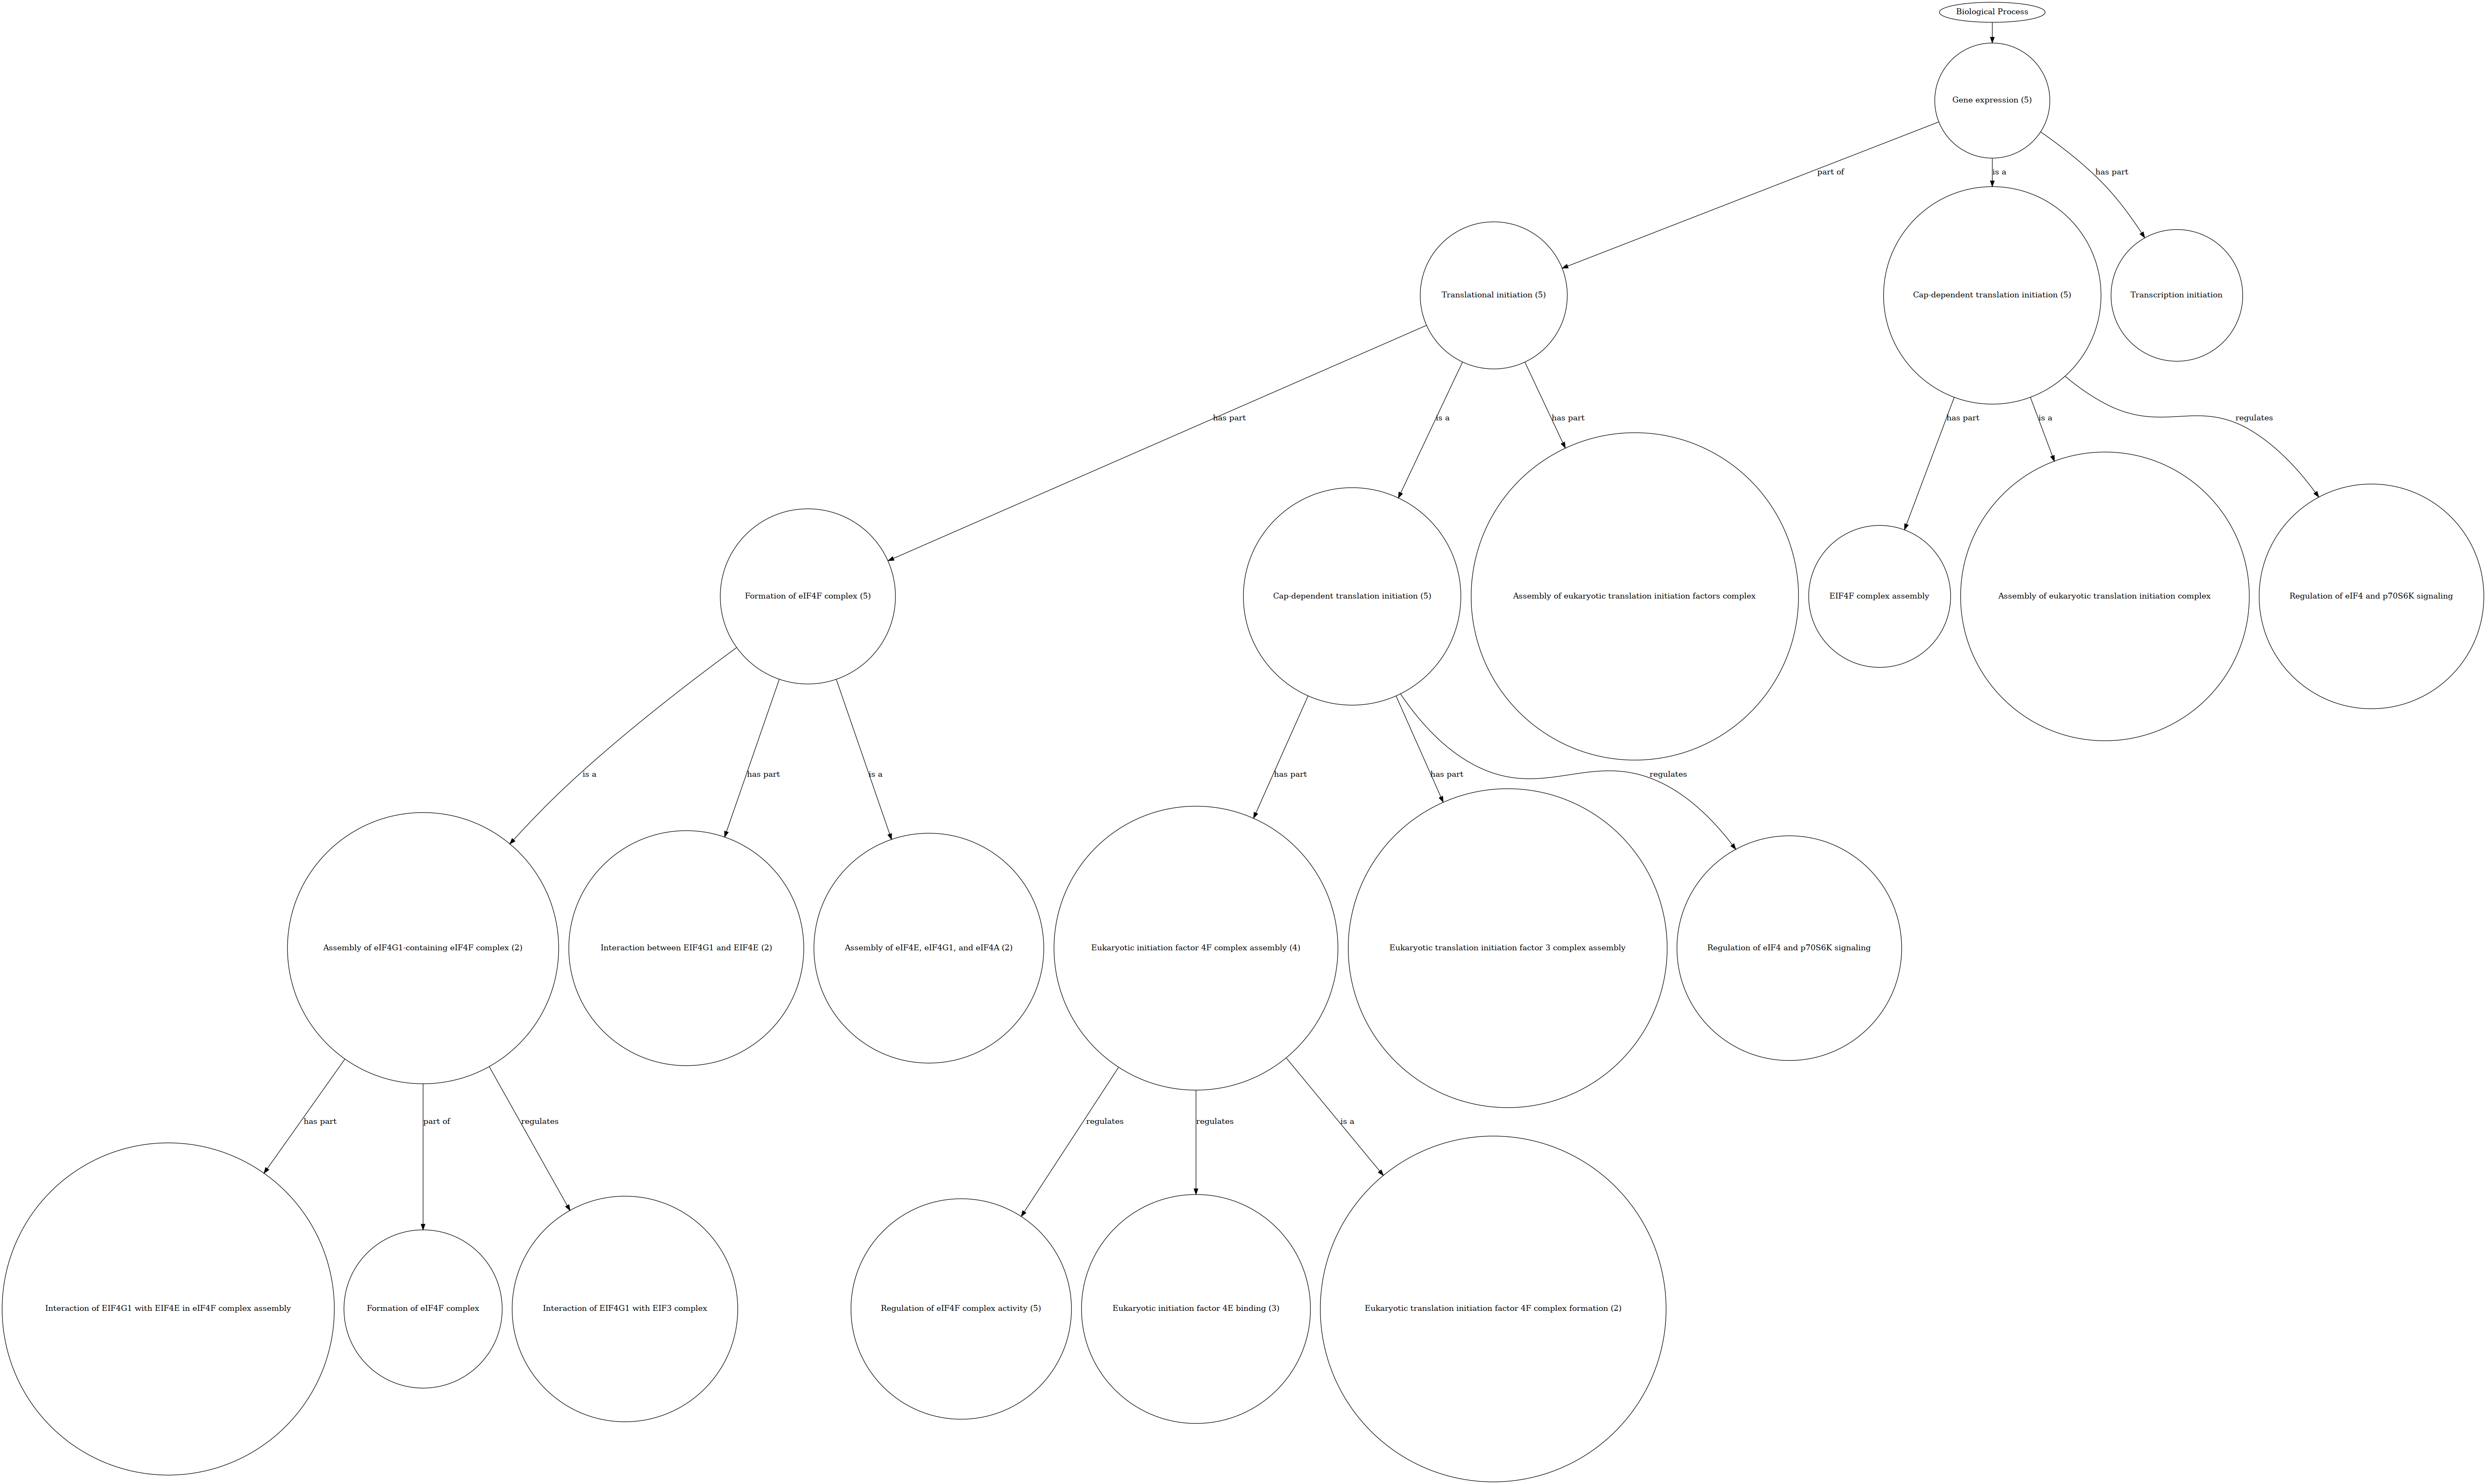 Biological Process
Gene expression (5)
part of
is a
has part
Translational initiation (5)
Cap-dependent translation initiation (5)
Transcription initiation
has part
is a
has part
has part
is a
regulates
Formation of eIF4F complex (5)
Cap-dependent translation initiation (5)
Assembly of eukaryotic translation initiation factors complex
EIF4F complex assembly
Assembly of eukaryotic translation initiation complex
Regulation of eIF4 and p70S6K signaling
is a
has part
is a
has part
has part
regulates
Assembly of eIF4G1-containing eIF4F complex (2)
Interaction between EIF4G1 and EIF4E (2)
Assembly of eIF4E, eIF4G1, and eIF4A (2)
Eukaryotic initiation factor 4F complex assembly (4)
Eukaryotic translation initiation factor 3 complex assembly
Regulation of eIF4 and p70S6K signaling
has part
part of
regulates
regulates
regulates
is a
Interaction of EIF4G1 with EIF4E in eIF4F complex assembly
Formation of eIF4F complex
Interaction of EIF4G1 with EIF3 complex
Regulation of eIF4F complex activity (5)
Eukaryotic initiation factor 4E binding (3)
Eukaryotic translation initiation factor 4F complex formation (2)